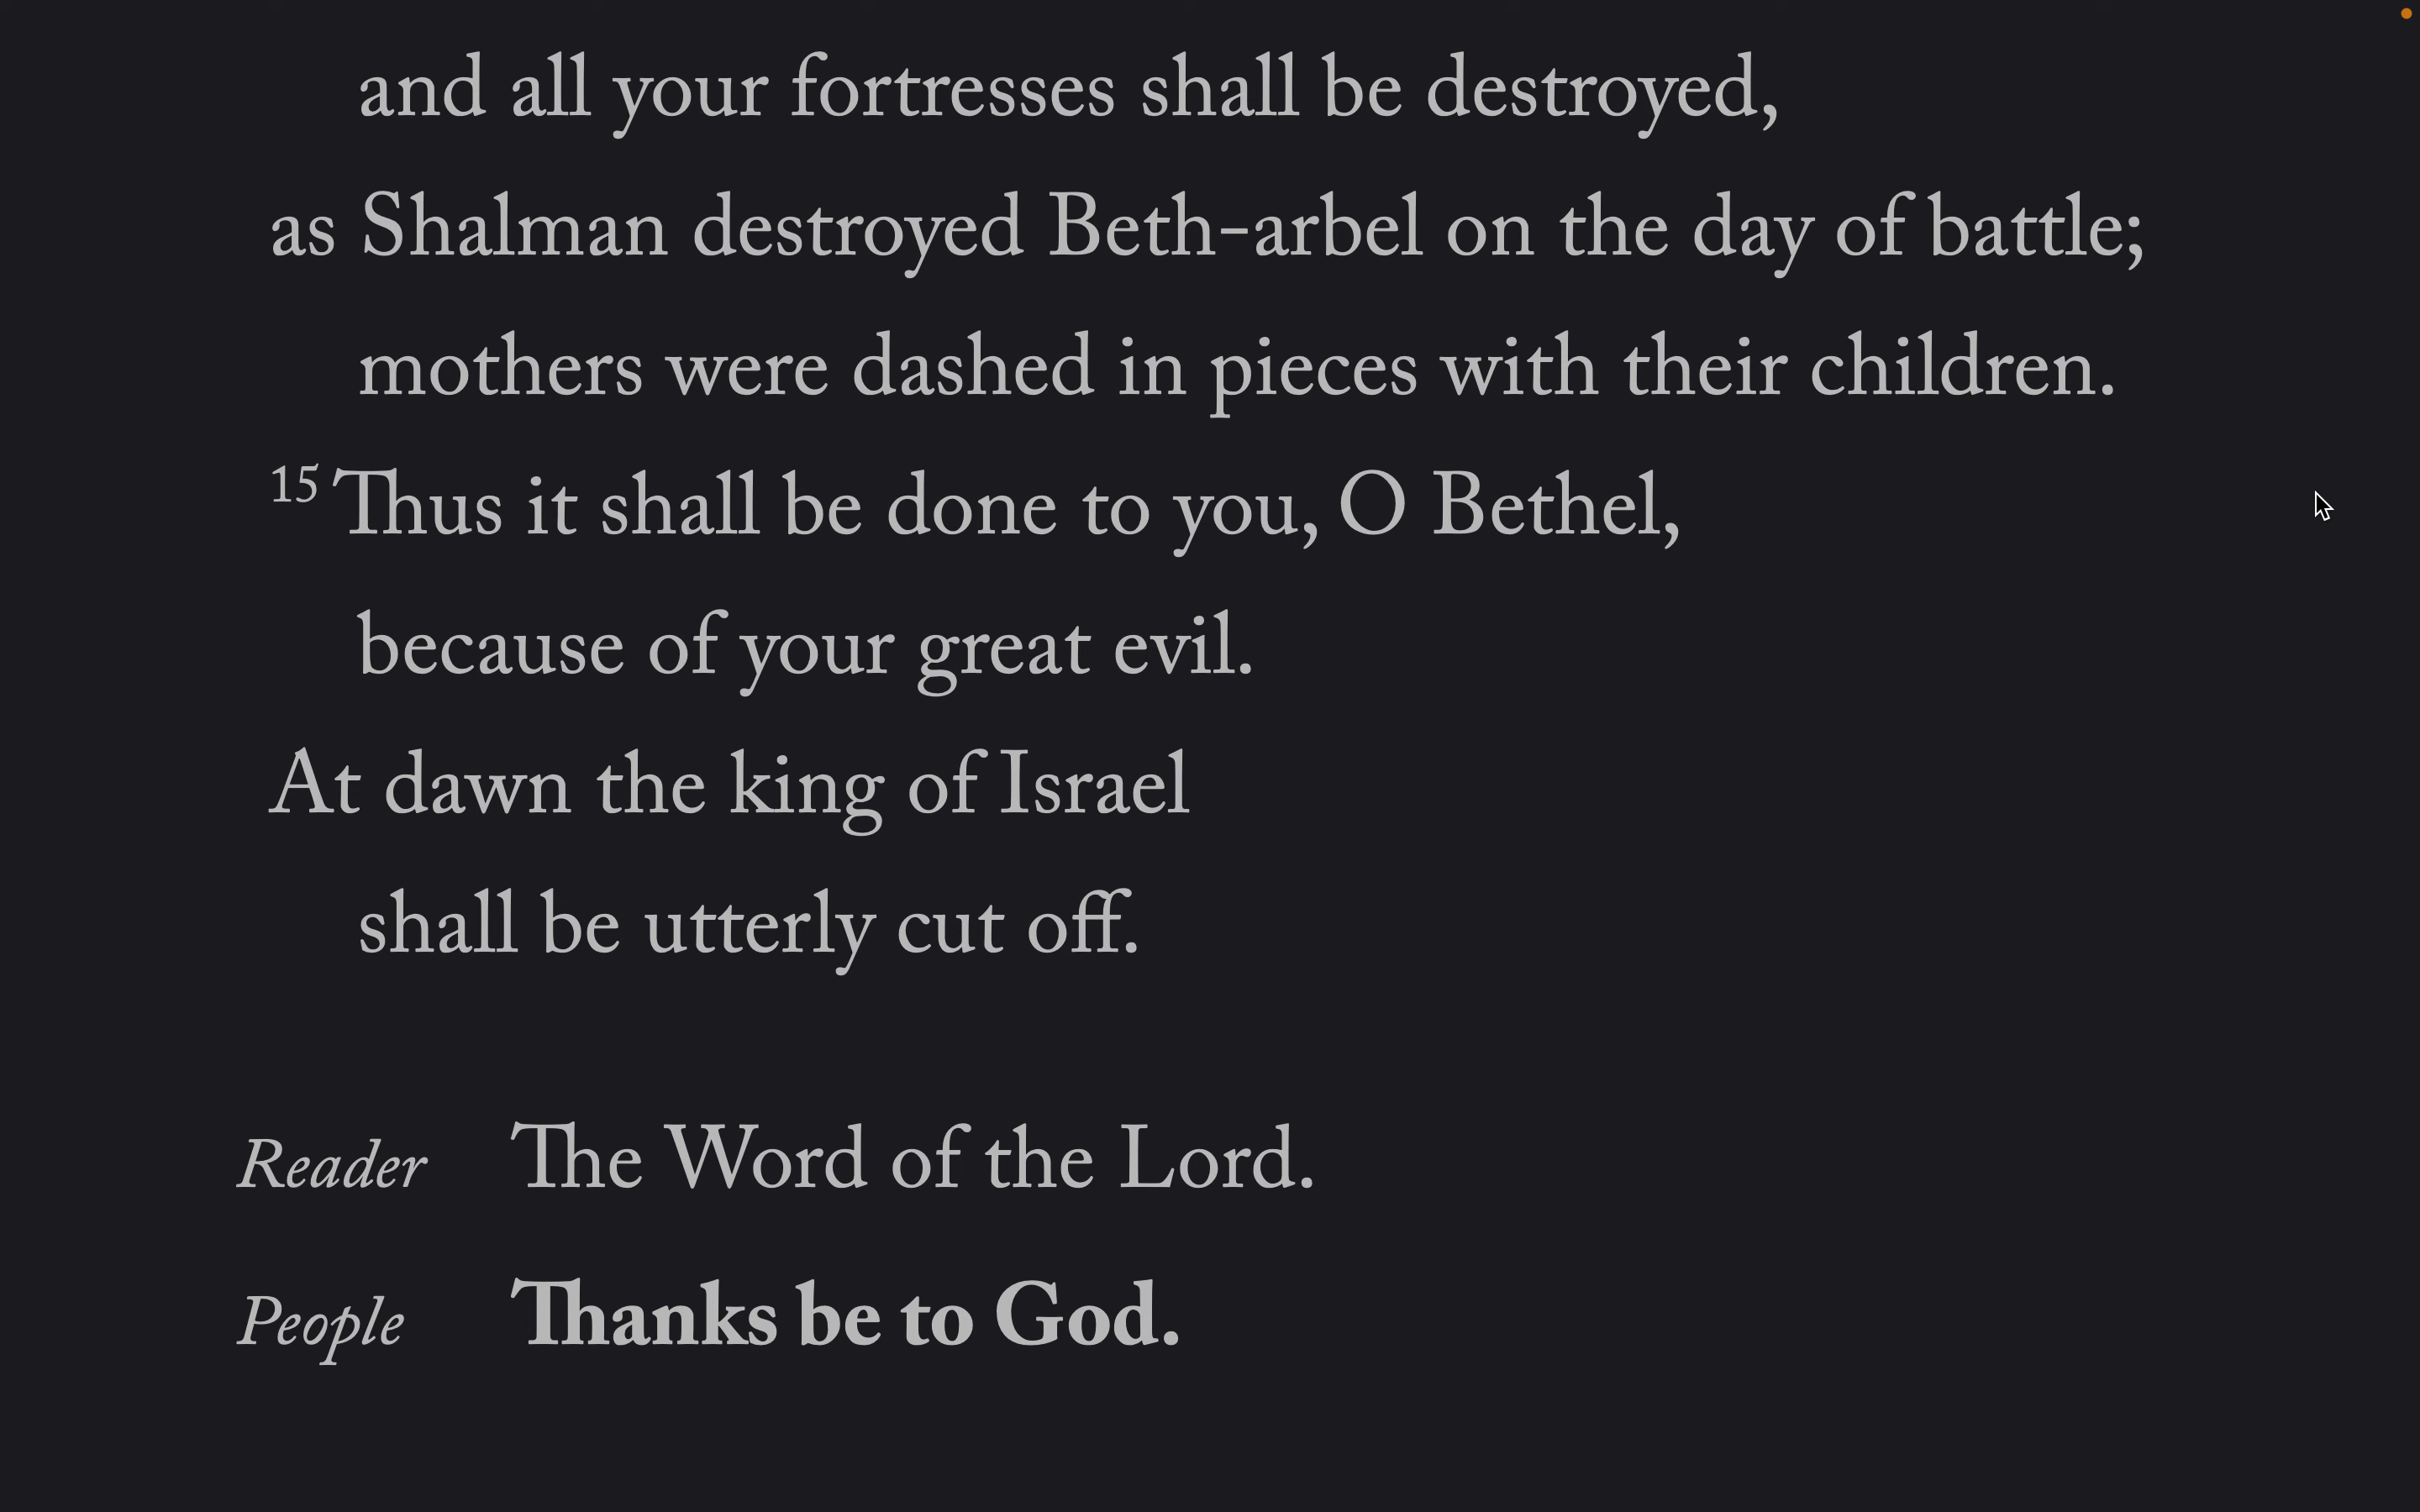 and all your fortresses shall be destroyed,
as Shalman destroyed Beth-arbel on the day of battle;
mothers were dashed in pieces with their children.
15 Thus it shall be done to you, O Bethel,
because of your great evil.
At dawn the king of Israel
shall be utterly cut off.
Reader The Word of the Lord.
People Thanks be to God.